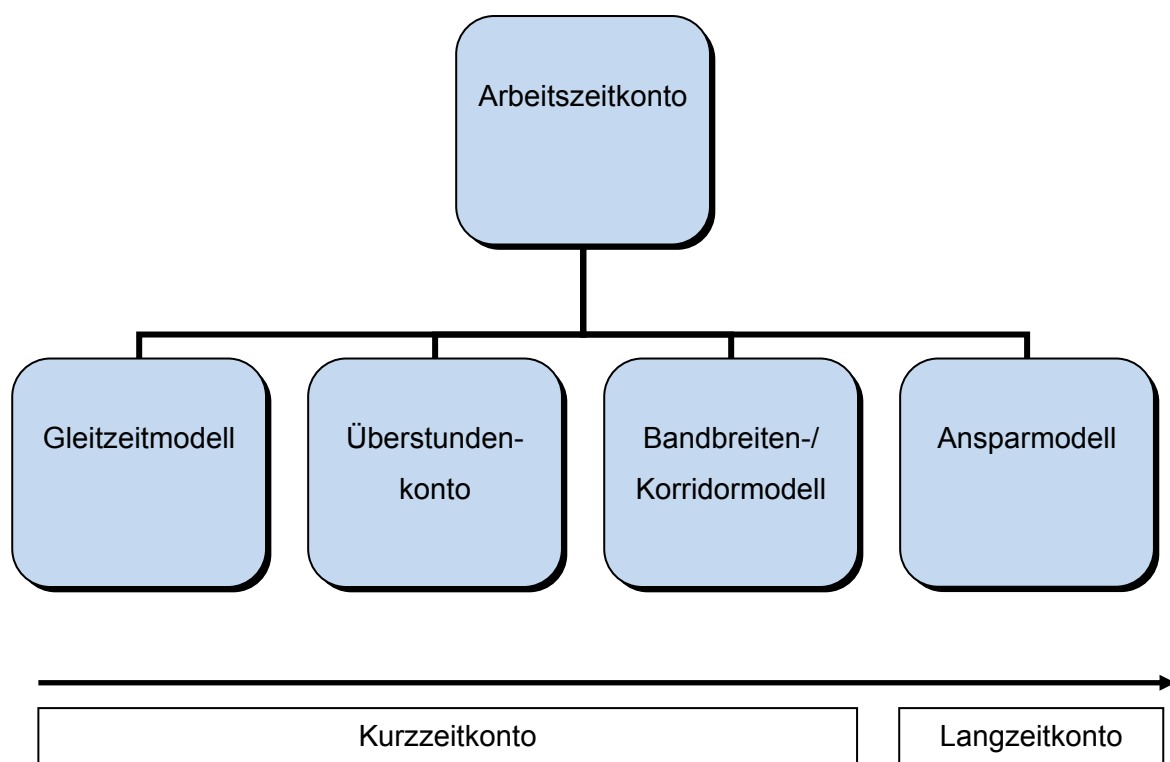 Arbeitszeitkonto
Gleitzeitmodell
Überstunden-
konto
Bandbreiten-/
Korridormodell
Ansparmodell
Kurzzeitkonto
Langzeitkonto